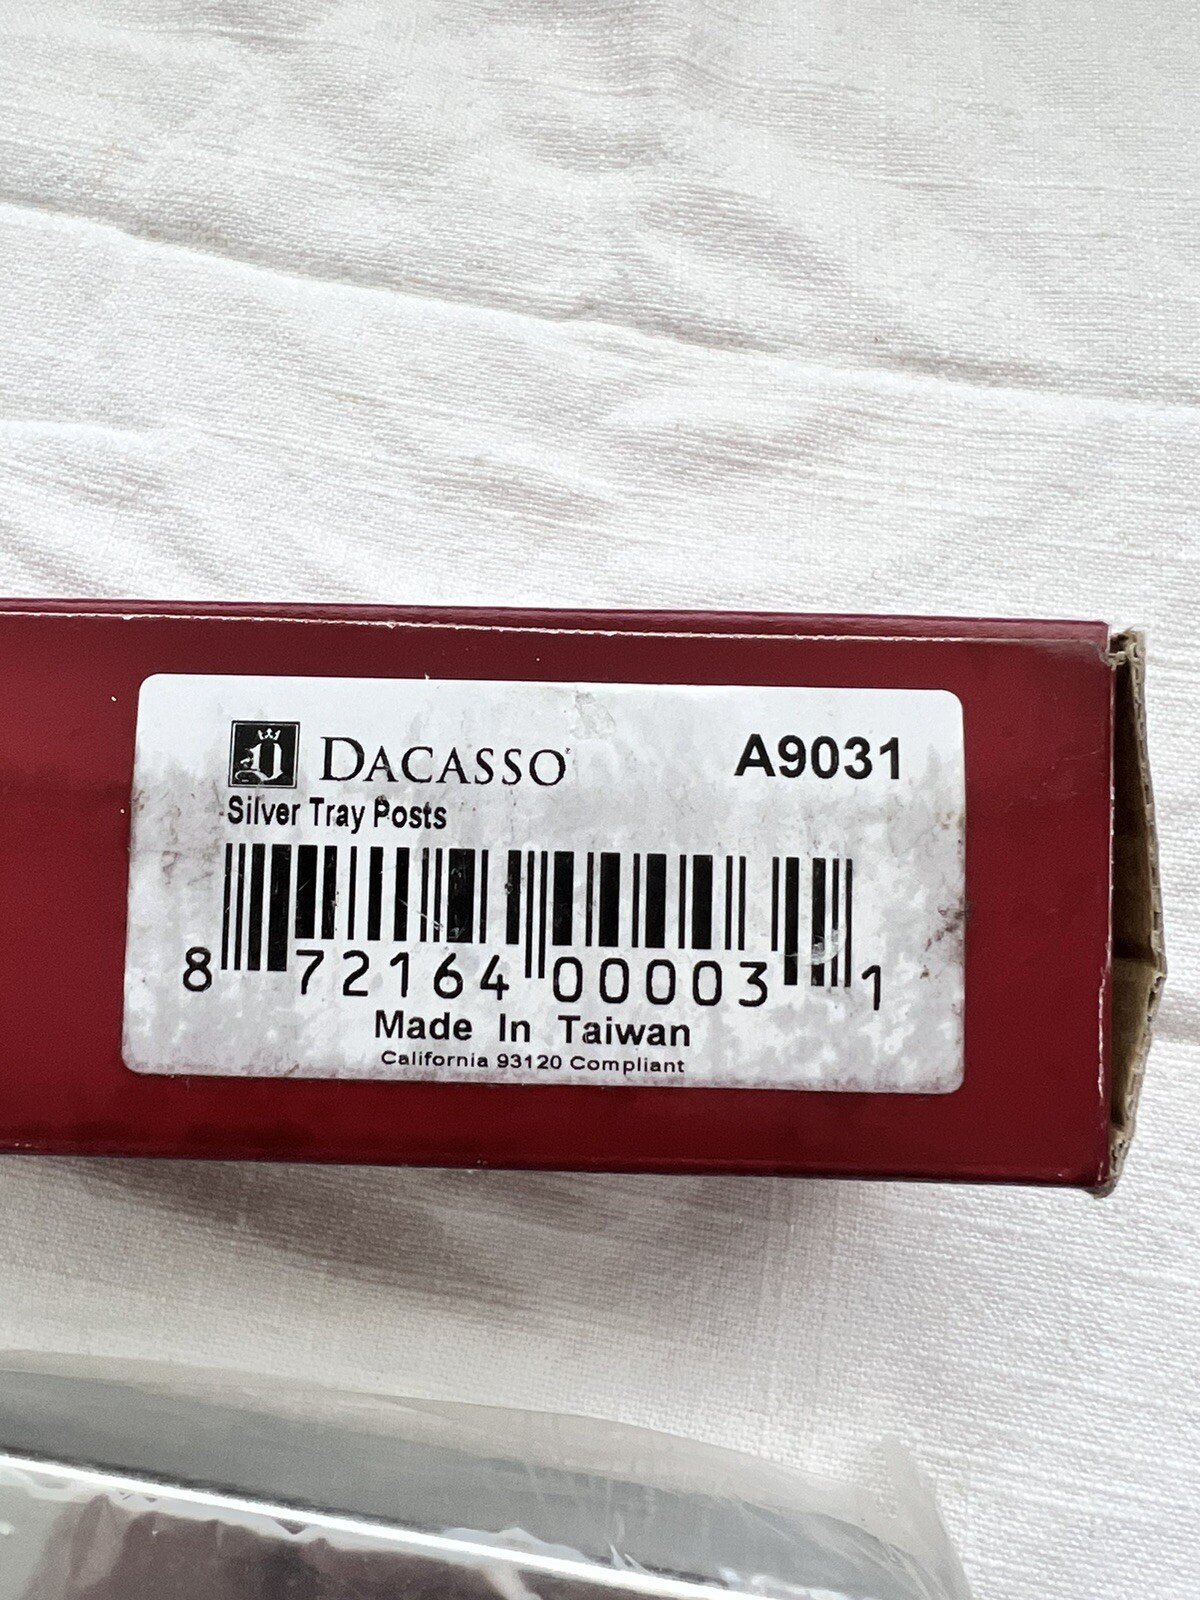 DACASSO
A9031
Silver Tray Posts
8 72164 00003 1
Made In Taiwan
California 93120 Compliant